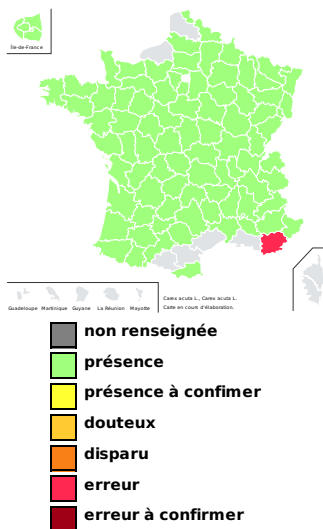 Île-de-France
Guadeloupe Martinique Guyane La Réunion Mayotte
Carex acuta L., Carex acuta L.
Carte en cours d'élaboration.
non renseignée
présence
présence à confimer
douteux
disparu
erreur
erreur à confirmer